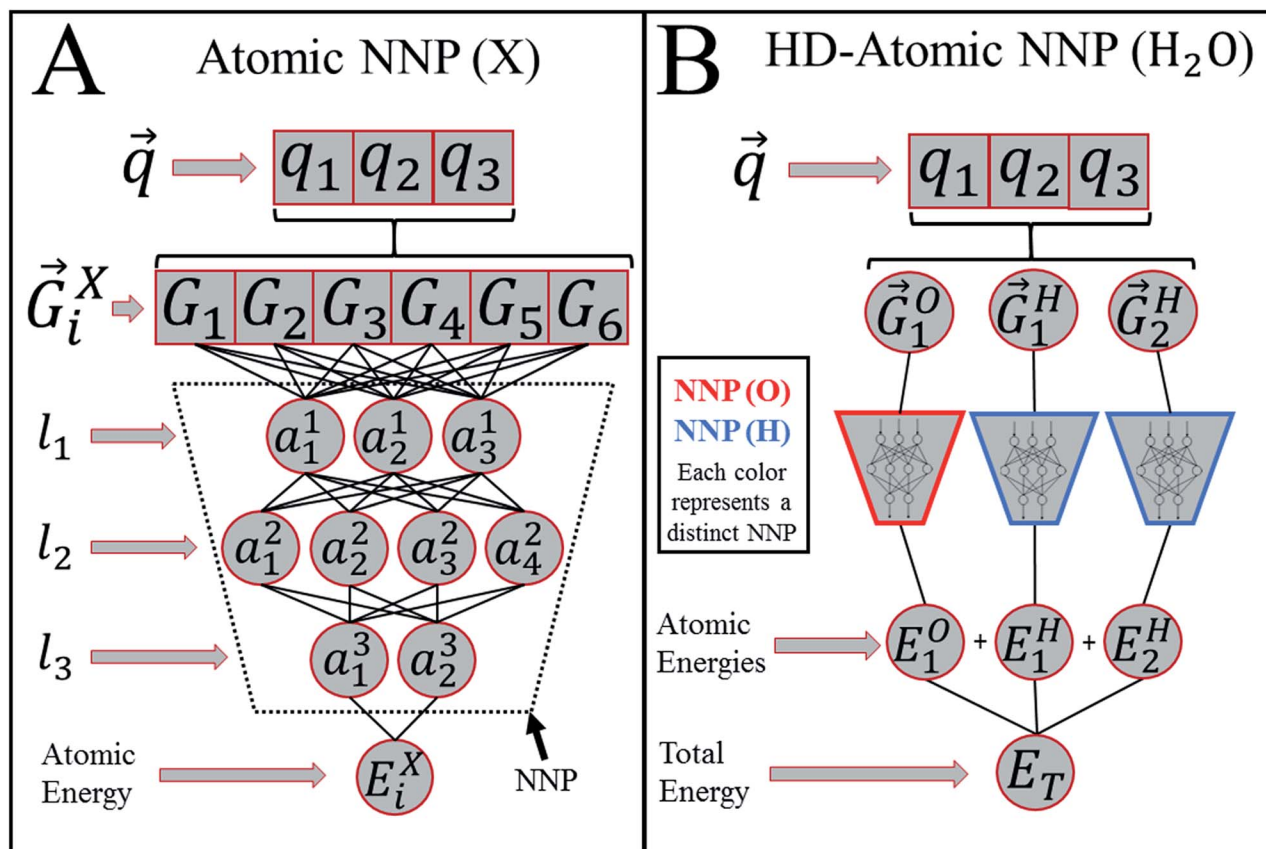 A
Atomic NNP (X)
q⃗
q₁ q₂ q₃
G⃗ᵢˣ
G₁ G₂ G₃ G₄ G₅ G₆
l₁
a₁¹ a₂¹ a₃¹
l₂
a₁² a₂² a₃² a₄²
l₃
a₁³ a₂³
Atomic
Energy
Eᵢˣ
NNP
B
HD-Atomic NNP (H₂O)
q⃗
q₁ q₂ q₃
G⃗₁ᴼ G⃗₁ᴴ G⃗₂ᴴ
NNP (O)
NNP (H)
Each color
represents a
distinct NNP
Atomic
Energies
E₁ᴼ + E₁ᴴ + E₂ᴴ
Total
Energy
E_T